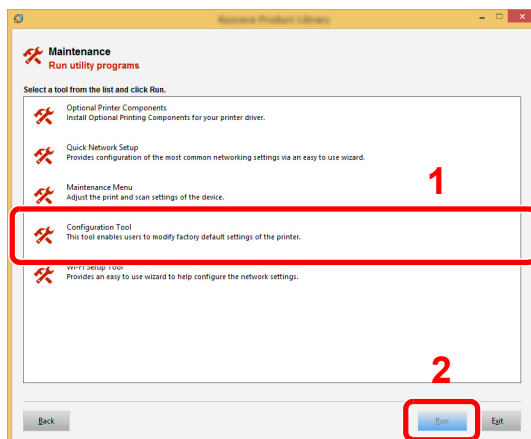 Kyocera Product Library
Maintenance
Run utility programs
Select a tool from the list and click Run.
Optional Printer Components
Install Optional Printing Components for your printer driver.
Quick Network Setup
Provides configuration of the most common networking settings via an easy to use wizard.
1
Maintenance Menu
Adjust the print and scan settings of the device.
Configuration Tool
This tool enables users to modify factory default settings of the printer.
Wi-Fi Setup Tool
Provides an easy to use wizard to help configure the network settings.
2
Back
Run
Exit